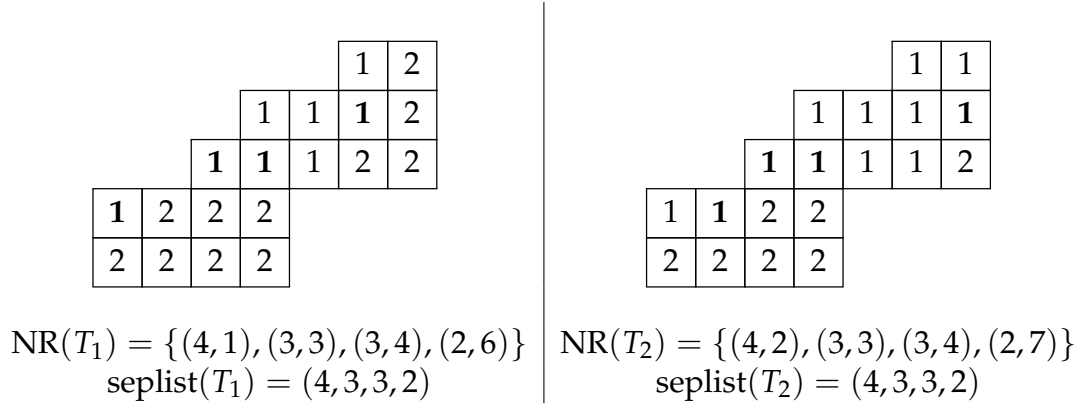 1 2
1 1 1 2
1 1 1 2 2
1 2 2 2
2 2 2 2
NR(T₁) = {(4,1), (3,3), (3,4), (2,6)}
seplist(T₁) = (4,3,3,2)
1 1
1 1 1 1
1 1 1 1 2
1 1 2 2
2 2 2 2
NR(T₂) = {(4,2), (3,3), (3,4), (2,7)}
seplist(T₂) = (4,3,3,2)